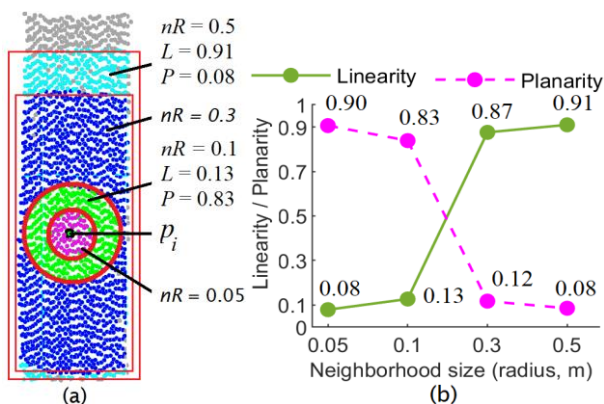 nR = 0.5
L = 0.91
P = 0.08
nR = 0.3
nR = 0.1
L = 0.13
P = 0.83
p_i
nR = 0.05
(a)
Linearity Planarity
0.90 0.83 0.87 0.91
0.08 0.13 0.12 0.08
Linearity / Planarity
1
0.9
0.7
0.5
0.3
0.1
0
0.05 0.1 0.3 0.5
Neighborhood size (radius, m)
(b)